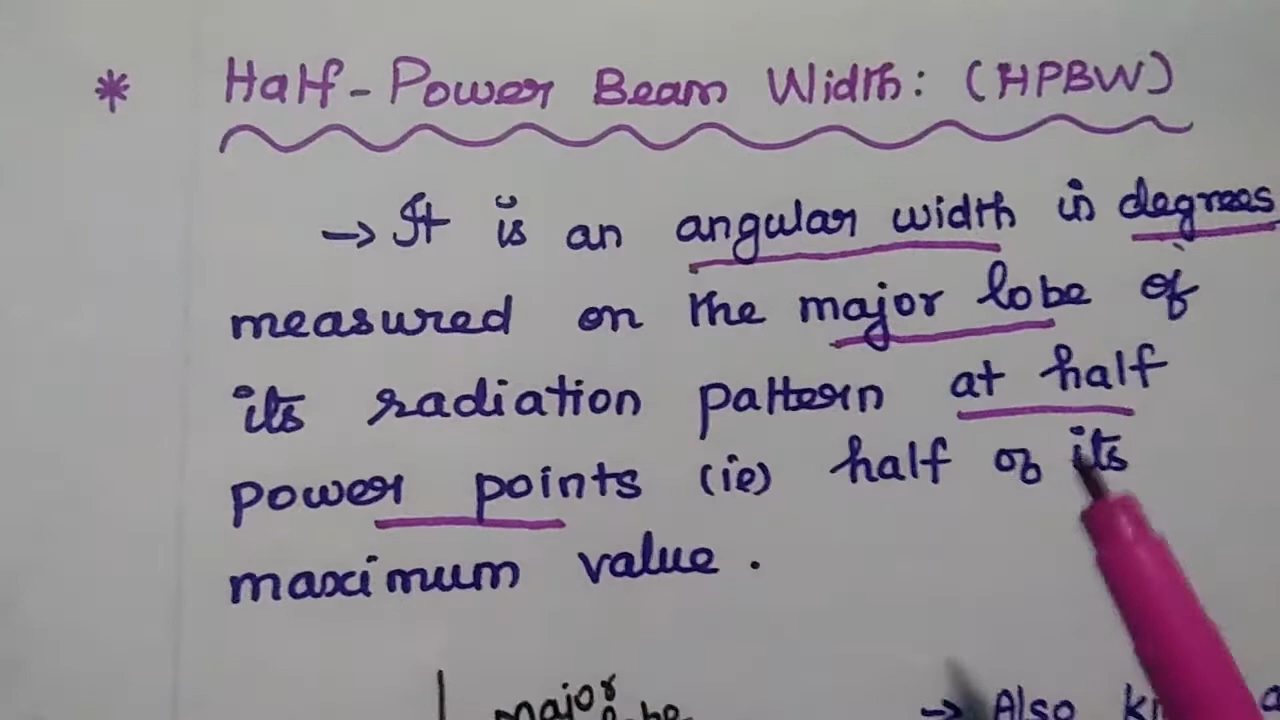 * Half-Power Beam Width: (HPBW)
→ It is an angular width in degrees
measured on the major lobe of
its radiation pattern at half
power points (ie) half of its
maximum value.
major → Also